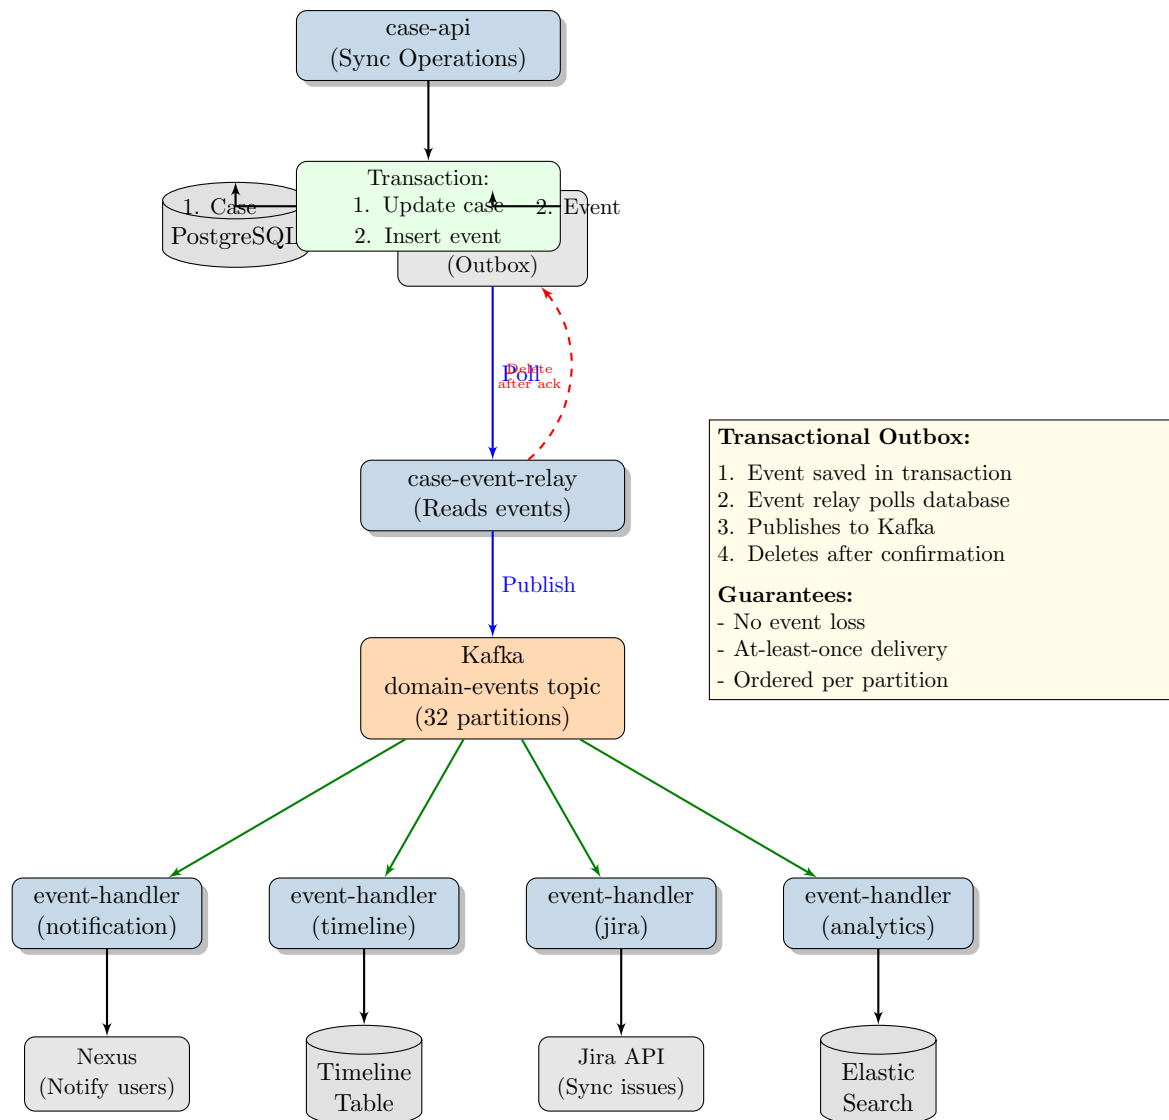 case-api
(Sync Operations)
Transaction:
1. Update case
2. Insert event
1. Case
PostgreSQL
2. Event
(Outbox)
Poll
Delete
after ack
case-event-relay
(Reads events)
Publish
Transactional Outbox:
1. Event saved in transaction
2. Event relay polls database
3. Publishes to Kafka
4. Deletes after confirmation
Guarantees:
- No event loss
- At-least-once delivery
- Ordered per partition
Kafka
domain-events topic
(32 partitions)
event-handler
(notification)
event-handler
(timeline)
event-handler
(jira)
event-handler
(analytics)
Nexus
(Notify users)
Timeline
Table
Jira API
(Sync issues)
Elastic
Search